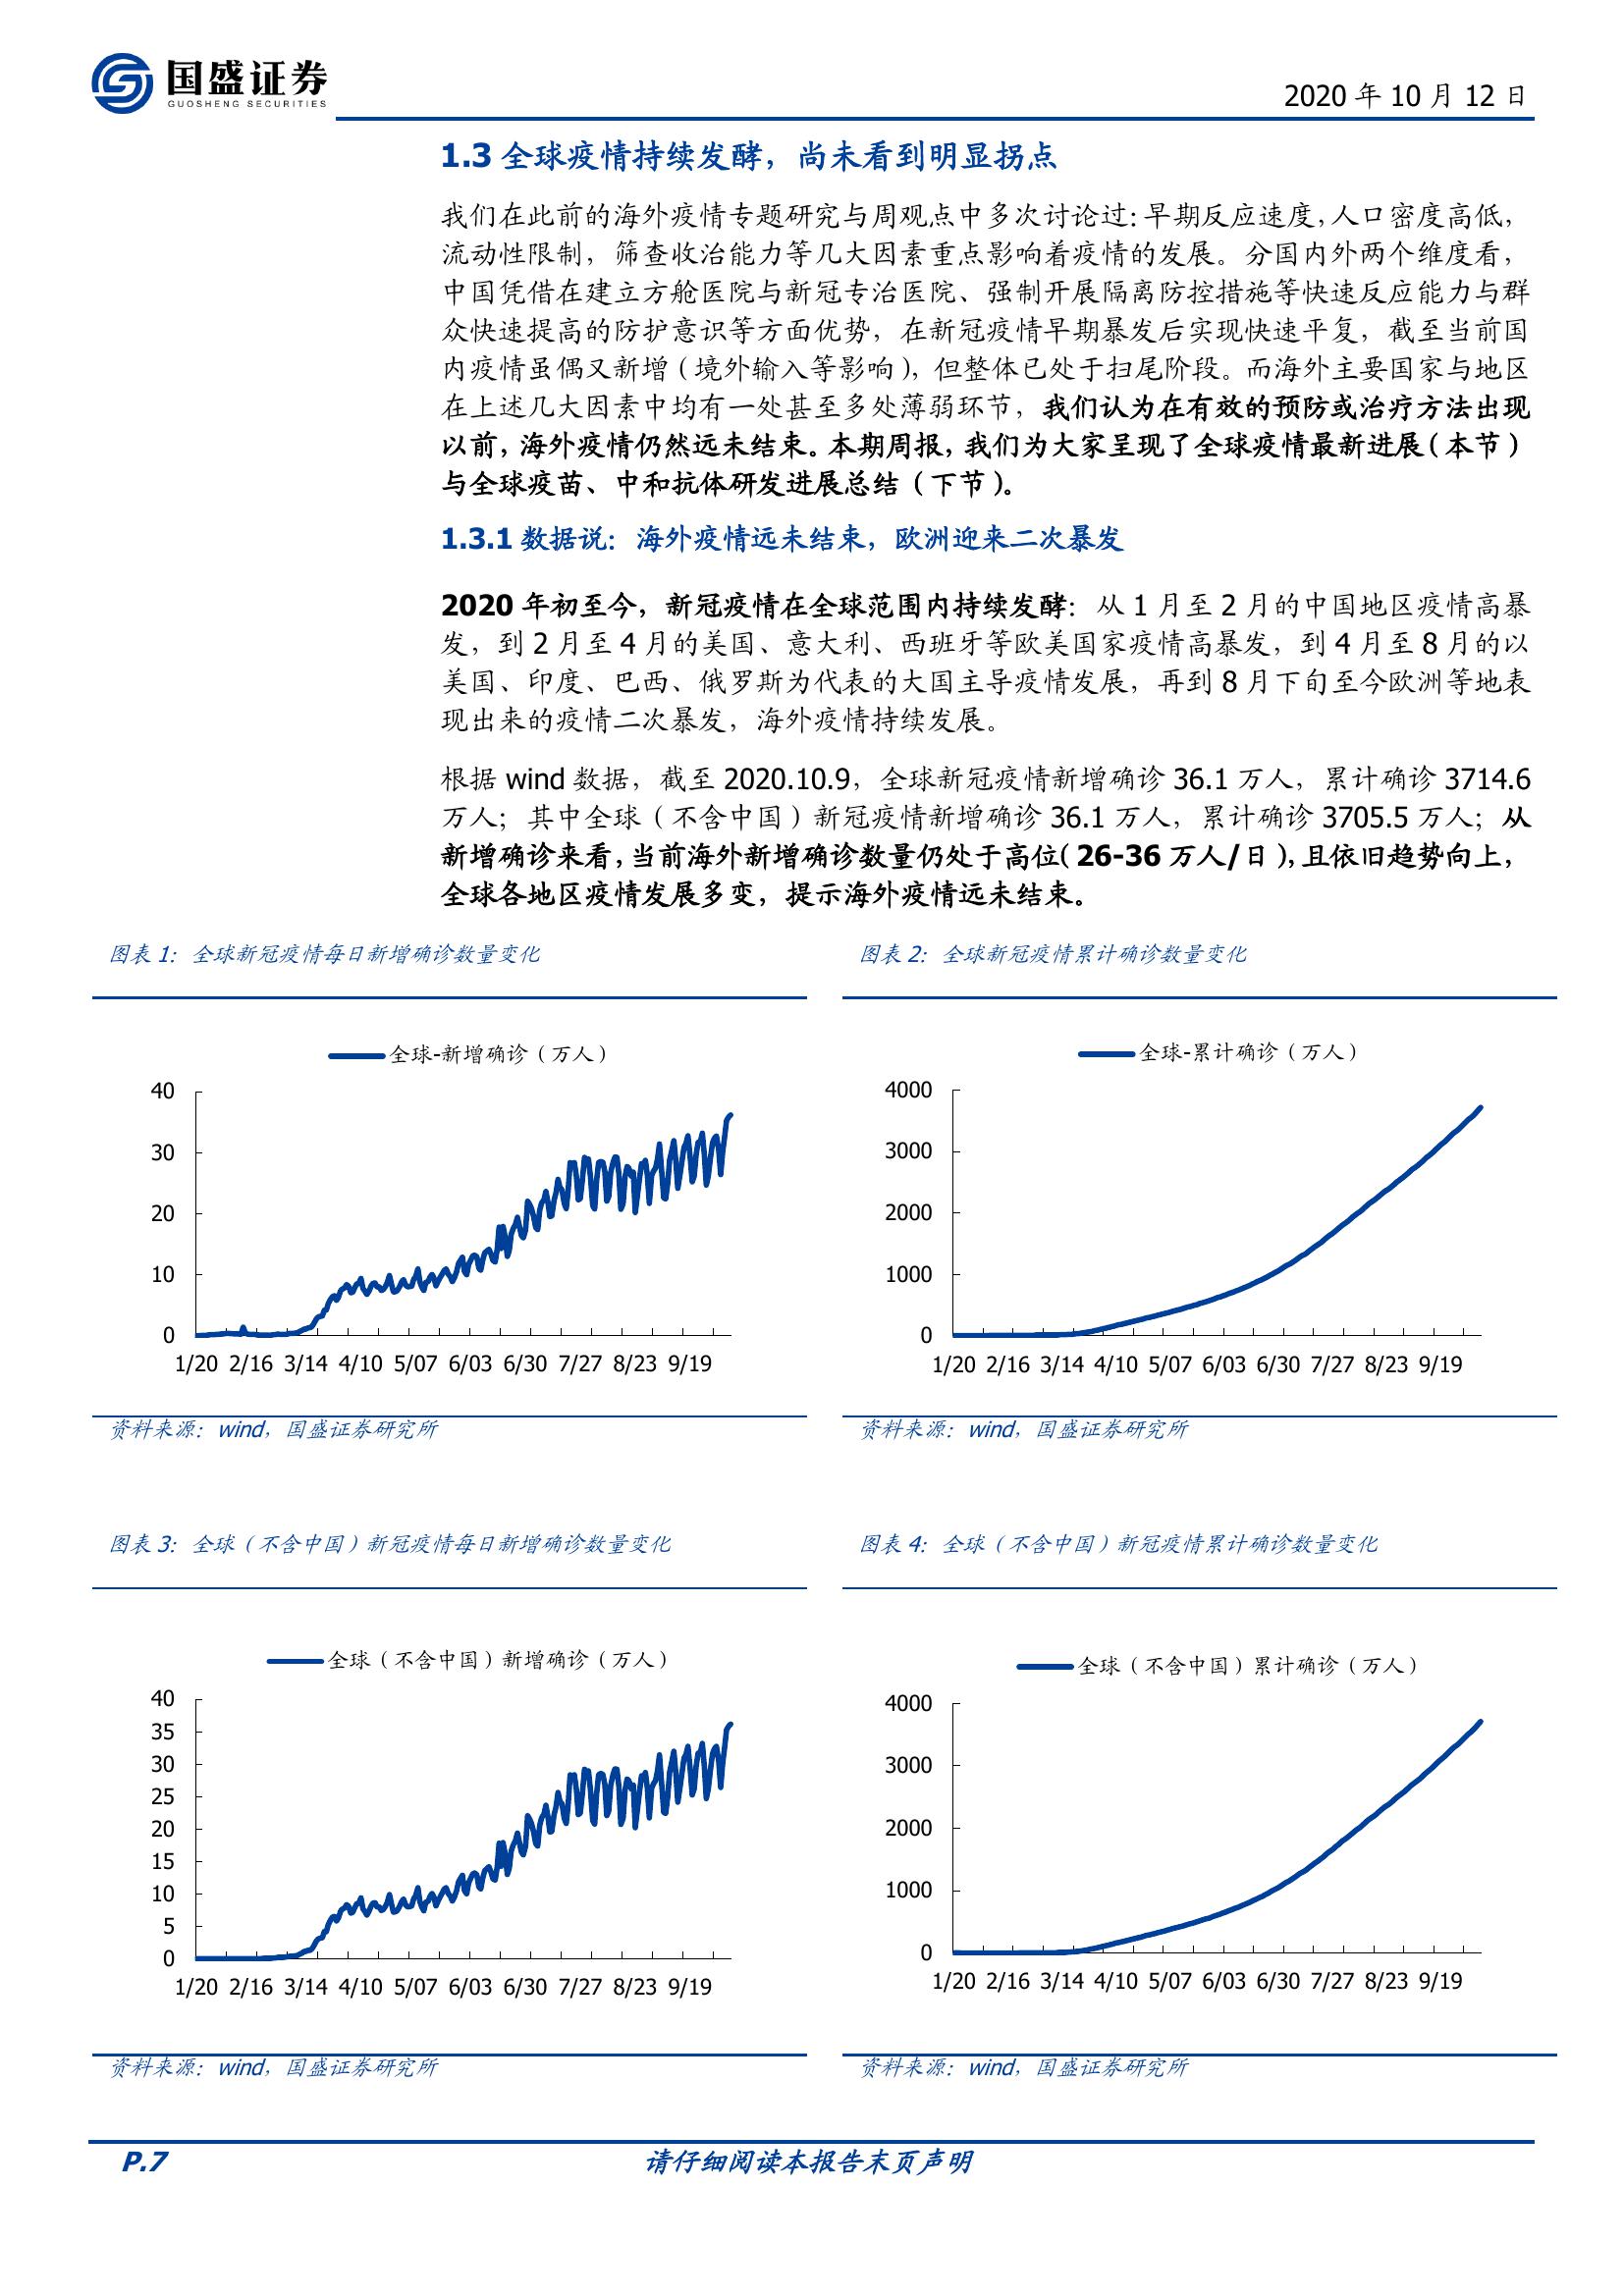 国盛证券
GUOSHENG SECURITIES
2020 年 10 月 12 日
1.3 全球疫情持续发酵，尚未看到明显拐点
我们在此前的海外疫情专题研究与周观点中多次讨论过：早期反应速度，人口密度高低，
流动性限制，筛查收治能力等几大因素重点影响着疫情的发展。分国内外两个维度看，
中国凭借在建立方舱医院与新冠专治医院、强制开展隔离防控措施等快速反应能力与群
众快速提高的防护意识等方面优势，在新冠疫情早期暴发后实现快速平复，截至当前国
内疫情虽偶又新增（境外输入等影响），但整体已处于扫尾阶段。而海外主要国家与地区
在上述几大因素中均有一处甚至多处薄弱环节，我们认为在有效的预防或治疗方法出现
以前，海外疫情仍然远未结束。本期周报，我们为大家呈现了全球疫情最新进展（本节）
与全球疫苗、中和抗体研发进展总结（下节）。
1.3.1 数据说：海外疫情远未结束，欧洲迎来二次暴发
2020 年初至今，新冠疫情在全球范围内持续发酵：从 1 月至 2 月的中国地区疫情高暴
发，到 2 月至 4 月的美国、意大利、西班牙等欧美国家疫情高暴发，到 4 月至 8 月的以
美国、印度、巴西、俄罗斯为代表的大国主导疫情发展，再到 8 月下旬至今欧洲等地表
现出来的疫情二次暴发，海外疫情持续发展。
根据 wind 数据，截至 2020.10.9，全球新冠疫情新增确诊 36.1 万人，累计确诊 3714.6
万人；其中全球（不含中国）新冠疫情新增确诊 36.1 万人，累计确诊 3705.5 万人；从
新增确诊来看，当前海外新增确诊数量仍处于高位（26-36 万人/日），且依旧趋势向上，
全球各地区疫情发展多变，提示海外疫情远未结束。
图表 1：全球新冠疫情每日新增确诊数量变化
全球-新增确诊（万人）
40
30
20
10
0
1/20 2/16 3/14 4/10 5/07 6/03 6/30 7/27 8/23 9/19
资料来源：wind，国盛证券研究所
图表 2：全球新冠疫情累计确诊数量变化
全球-累计确诊（万人）
4000
3000
2000
1000
0
1/20 2/16 3/14 4/10 5/07 6/03 6/30 7/27 8/23 9/19
资料来源：wind，国盛证券研究所
图表 3：全球（不含中国）新冠疫情每日新增确诊数量变化
全球（不含中国）新增确诊（万人）
40
35
30
25
20
15
10
5
0
1/20 2/16 3/14 4/10 5/07 6/03 6/30 7/27 8/23 9/19
资料来源：wind，国盛证券研究所
图表 4：全球（不含中国）新冠疫情累计确诊数量变化
全球（不含中国）累计确诊（万人）
4000
3000
2000
1000
0
1/20 2/16 3/14 4/10 5/07 6/03 6/30 7/27 8/23 9/19
资料来源：wind，国盛证券研究所
P.7
请仔细阅读本报告末页声明